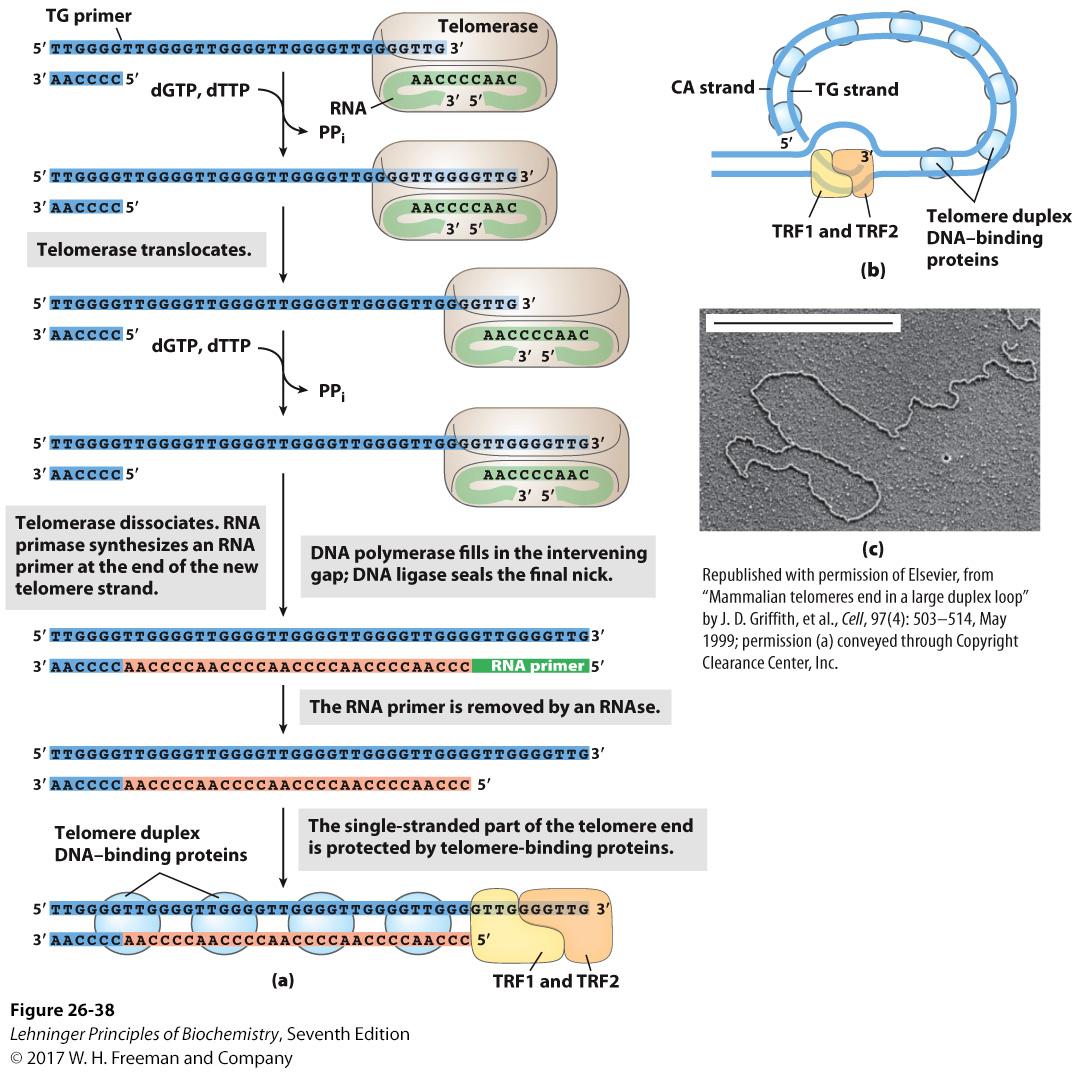 TG primer
Telomerase
5′ TTGGGGTTGGGGTTGGGGTTGGGGTTGGGGTTG 3′
3′ AACCCC 5′
AACCCCAAC
3′ 5′
RNA
dGTP, dTTP
PPi
5′ TTGGGGTTGGGGTTGGGGTTGGGGTTGGGGTTGGGGTTG 3′
3′ AACCCC 5′
AACCCCAAC
3′ 5′
Telomerase translocates.
5′ TTGGGGTTGGGGTTGGGGTTGGGGTTGGGGTTGGGGTTG 3′
3′ AACCCC 5′
AACCCCAAC
3′ 5′
dGTP, dTTP
PPi
5′ TTGGGGTTGGGGTTGGGGTTGGGGTTGGGGTTGGGGTTGGGGTTG 3′
3′ AACCCC 5′
AACCCCAAC
3′ 5′
Telomerase dissociates. RNA
primase synthesizes an RNA
primer at the end of the new
telomere strand.
DNA polymerase fills in the intervening
gap; DNA ligase seals the final nick.
5′ TTGGGGTTGGGGTTGGGGTTGGGGTTGGGGTTGGGGTTGGGGTTG 3′
3′ AACCCCAACCCCAACCCCAACCCCAACCCCAACCC RNA primer 5′
The RNA primer is removed by an RNAse.
5′ TTGGGGTTGGGGTTGGGGTTGGGGTTGGGGTTGGGGTTGGGGTTG 3′
3′ AACCCCAACCCCAACCCCAACCCCAACCCCAACCC 5′
The single-stranded part of the telomere end
is protected by telomere-binding proteins.
Telomere duplex
DNA–binding proteins
5′ TTGGGGTTGGGGTTGGGGTTGGGGTTGGGGTTGGGGTTGGGGTTG 3′
3′ AACCCCAACCCCAACCCCAACCCCAACCCCAACCC 5′
TRF1 and TRF2
(a)
CA strand
TG strand
5′
3′
TRF1 and TRF2
Telomere duplex
DNA–binding
proteins
(b)
(c)
Republished with permission of Elsevier, from
“Mammalian telomeres end in a large duplex loop”
by J. D. Griffith, et al., Cell, 97(4): 503–514, May
1999; permission (a) conveyed through Copyright
Clearance Center, Inc.
Figure 26-38
Lehninger Principles of Biochemistry, Seventh Edition
© 2017 W. H. Freeman and Company